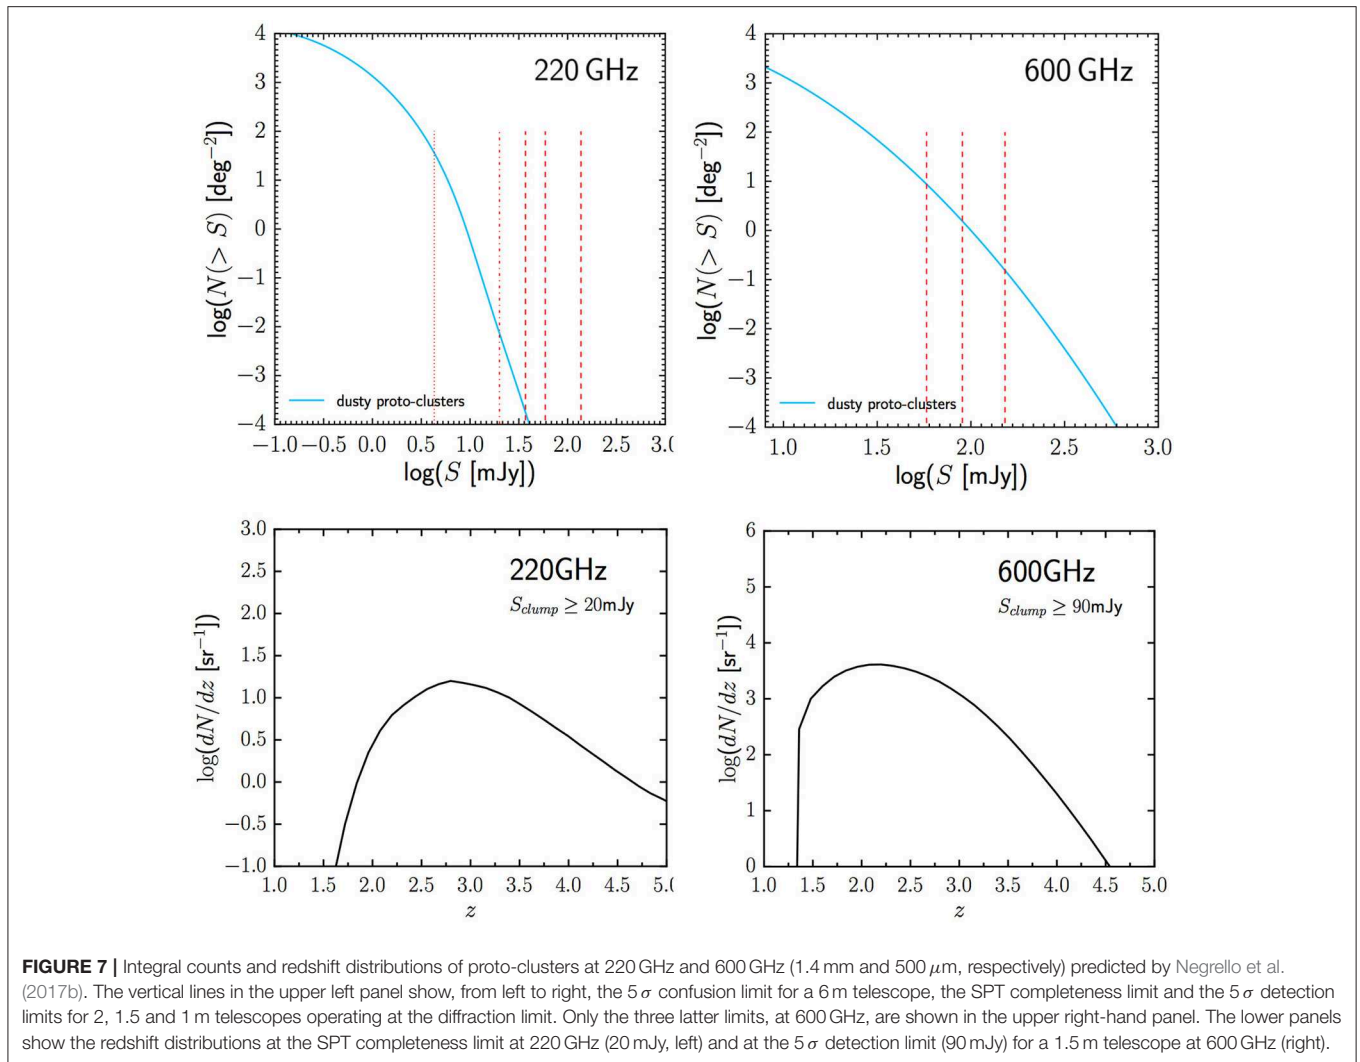 4
3
2
1
0
−1
−2
−3
−4
log(N(> S) [deg⁻²])
220 GHz
dusty proto-clusters
−1.0 −0.5 0.0 0.5 1.0 1.5 2.0 2.5 3.0
log(S [mJy])
4
3
2
1
0
−1
−2
−3
−4
log(N(> S) [deg⁻²])
600 GHz
dusty proto-clusters
1.0 1.5 2.0 2.5 3.0
log(S [mJy])
3.0
2.5
2.0
1.5
1.0
0.5
0.0
−0.5
−1.0
log(dN/dz [sr⁻¹])
220GHz
S_clump ≥ 20mJy
1.0 1.5 2.0 2.5 3.0 3.5 4.0 4.5 5.0
z
6
5
4
3
2
1
0
log(dN/dz [sr⁻¹])
600GHz
S_clump ≥ 90mJy
1.0 1.5 2.0 2.5 3.0 3.5 4.0 4.5 5.0
z
FIGURE 7 | Integral counts and redshift distributions of proto-clusters at 220 GHz and 600 GHz (1.4 mm and 500 μm, respectively) predicted by Negrello et al.
(2017b). The vertical lines in the upper left panel show, from left to right, the 5 σ confusion limit for a 6 m telescope, the SPT completeness limit and the 5 σ detection
limits for 2, 1.5 and 1 m telescopes operating at the diffraction limit. Only the three latter limits, at 600 GHz, are shown in the upper right-hand panel. The lower panels
show the redshift distributions at the SPT completeness limit at 220 GHz (20 mJy, left) and at the 5 σ detection limit (90 mJy) for a 1.5 m telescope at 600 GHz (right).